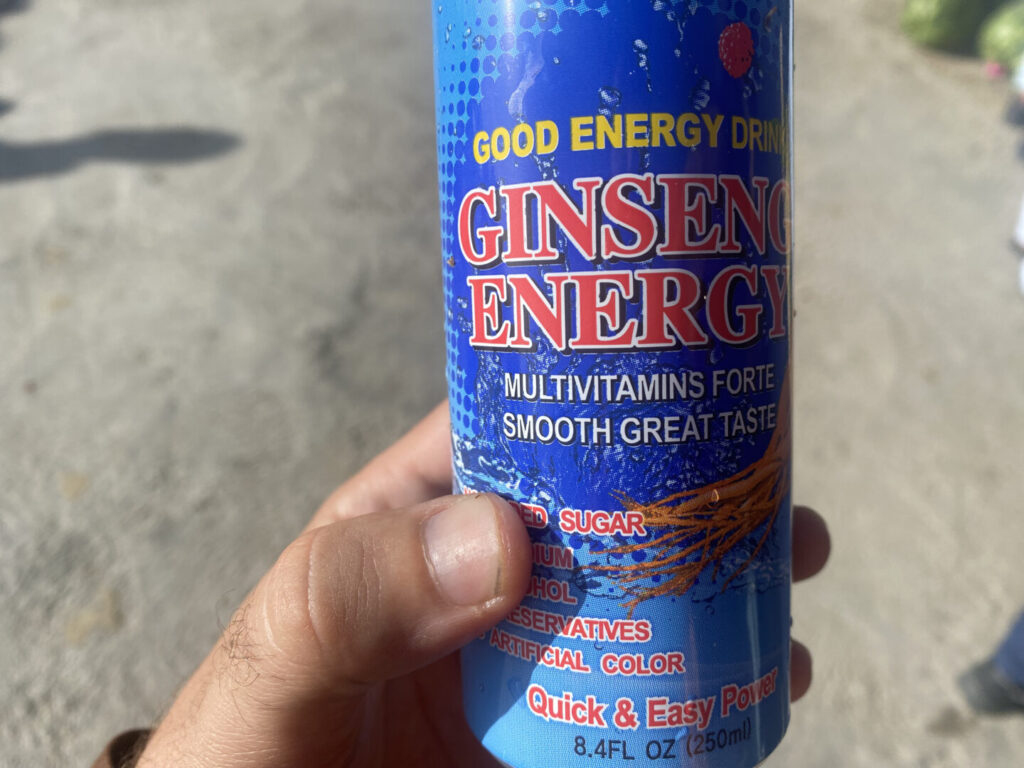 GOOD ENERGY DRINK
GINSENG
ENERGY
MULTIVITAMINS FORTE
SMOOTH GREAT TASTE
SUGAR
ARTIFICIAL COLOR
Quick & Easy Power
8.4FL OZ (250ml)